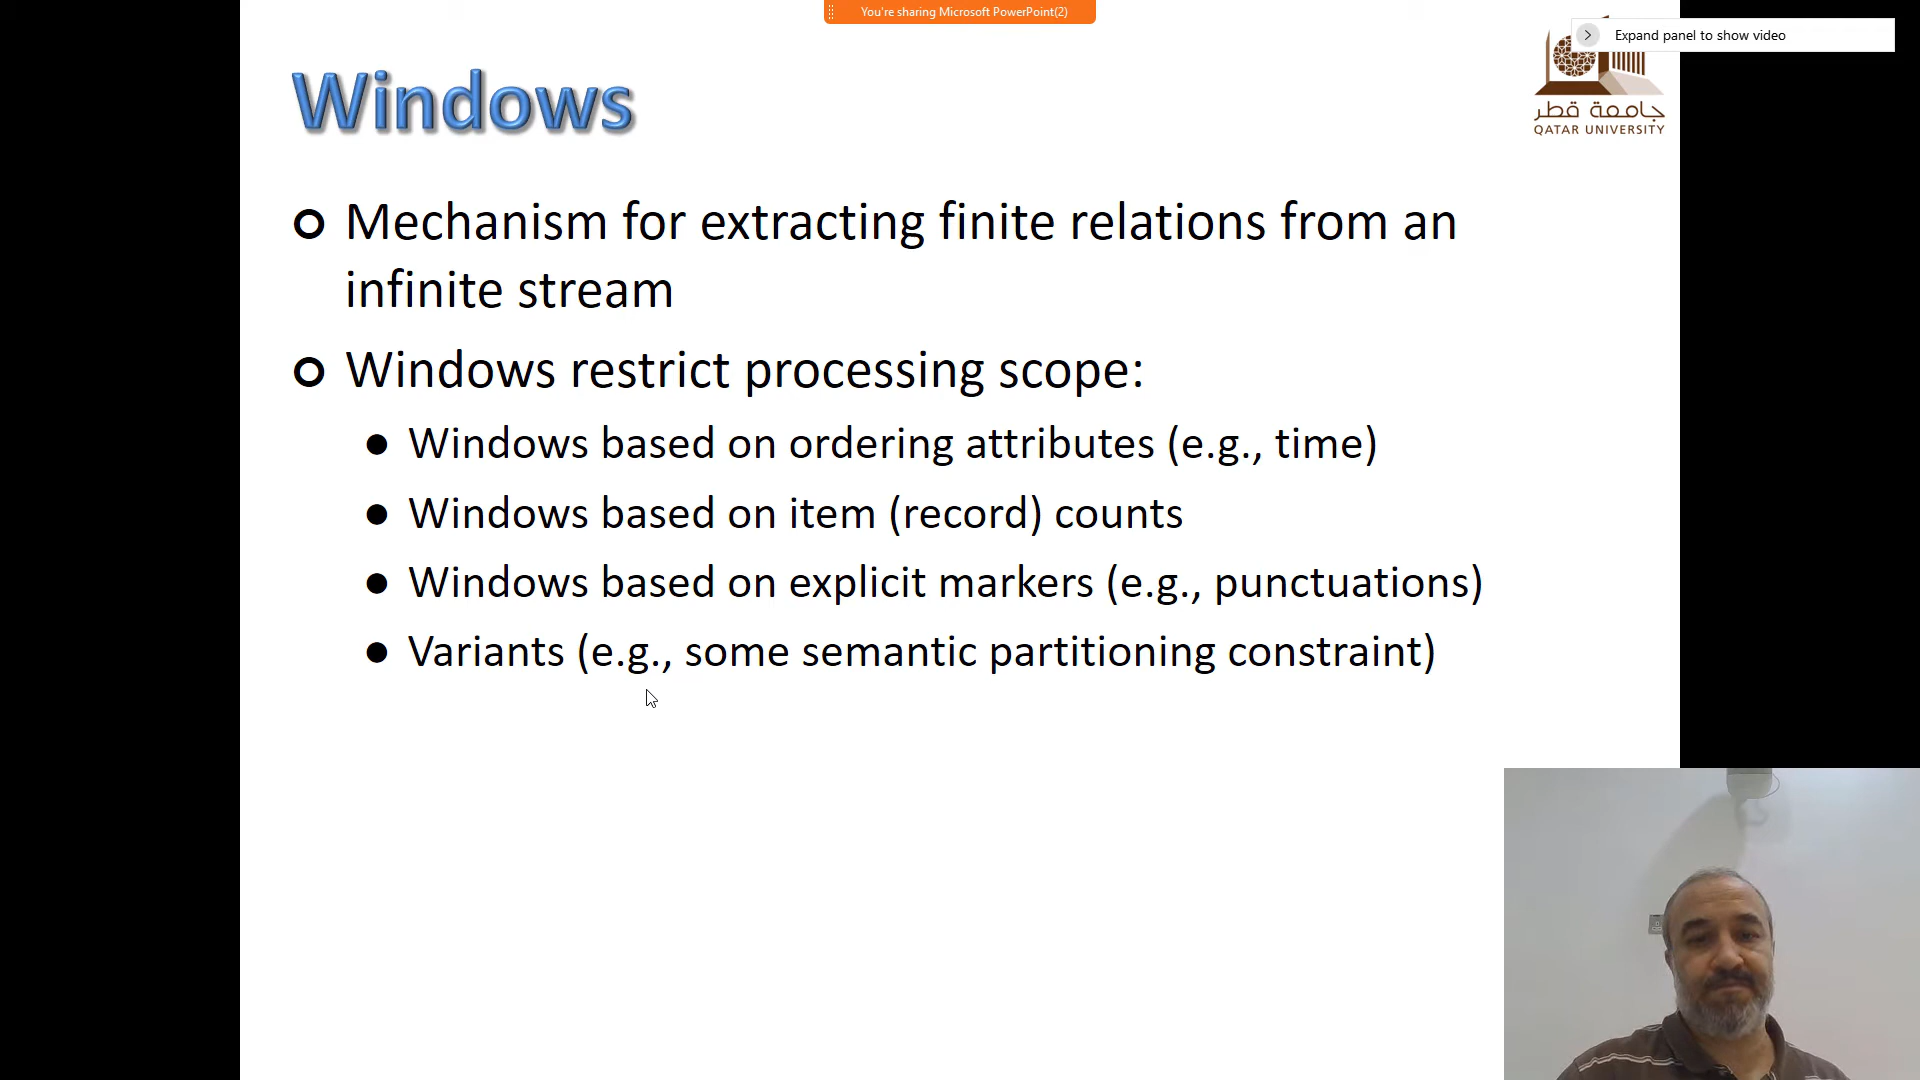 You're sharing Microsoft PowerPoint(2)
Expand panel to show video
Windows
جامعة قطر
QATAR UNIVERSITY
Mechanism for extracting finite relations from an
infinite stream
Windows restrict processing scope:
Windows based on ordering attributes (e.g., time)
Windows based on item (record) counts
Windows based on explicit markers (e.g., punctuations)
Variants (e.g., some semantic partitioning constraint)